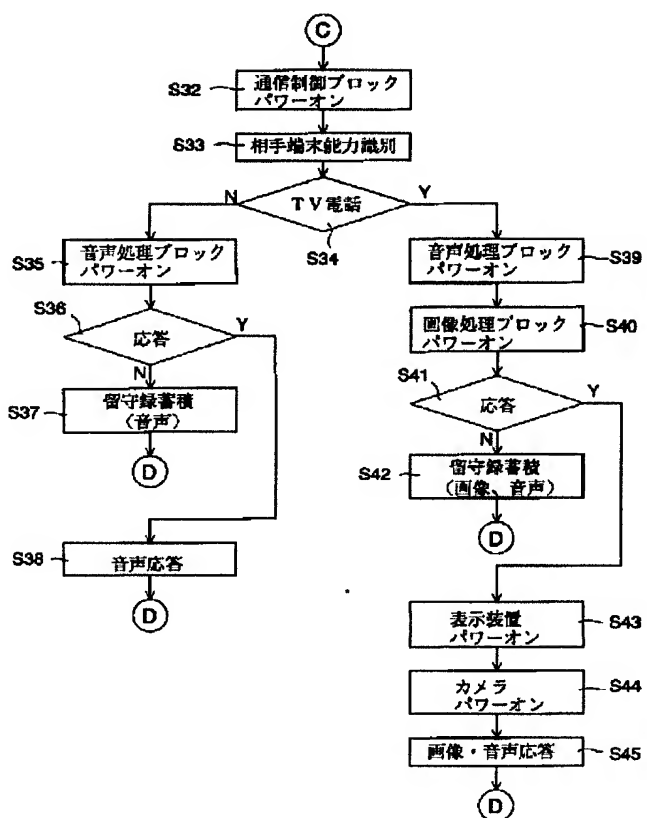 C
S32
通信制御ブロック
パワーオン
S33
相手端末能力識別
N
TV電話
Y
S34
S35
音声処理ブロック
パワーオン
S36
応答
Y
N
S37
留守録蓄積
(音声)
D
S38
音声応答
D
音声処理ブロック
パワーオン
S39
画像処理ブロック
パワーオン
S40
S41
応答
Y
N
S42
留守録蓄積
(画像、音声)
D
表示装置
パワーオン
S43
カメラ
パワーオン
S44
画像・音声応答
S45
D